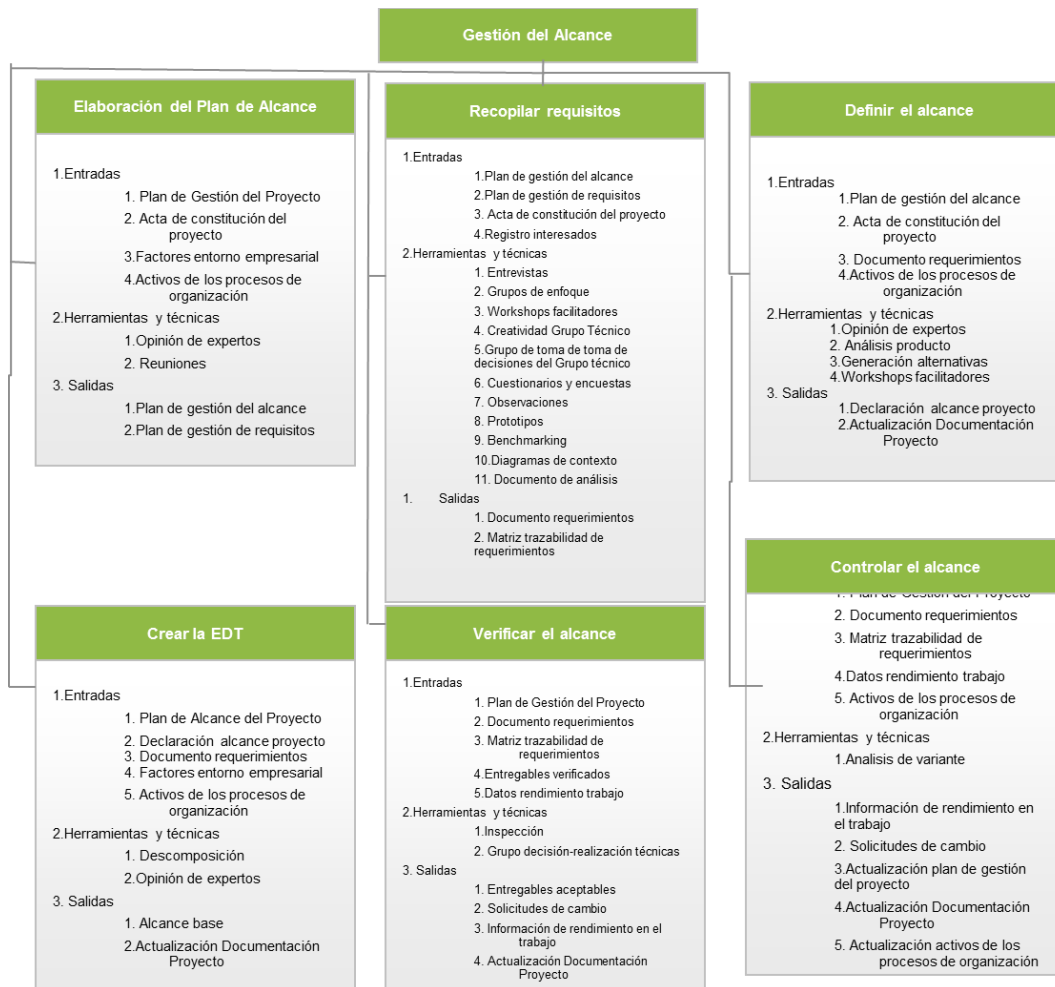 Gestión del Alcance
Elaboración del Plan de Alcance
1.Entradas
1. Plan de Gestión del Proyecto
2. Acta de constitución del
proyecto
3.Factores entorno empresarial
4.Activos de los procesos de
organización
2.Herramientas y técnicas
1.Opinión de expertos
2. Reuniones
3. Salidas
1.Plan de gestión del alcance
2.Plan de gestión de requisitos
Recopilar requisitos
1.Entradas
1.Plan de gestión del alcance
2.Plan de gestión de requisitos
3. Acta de constitución del proyecto
4.Registro interesados
2.Herramientas y técnicas
1. Entrevistas
2. Grupos de enfoque
3. Workshops facilitadores
4. Creatividad Grupo Técnico
5.Grupo de toma de toma de
decisiones del Grupo técnico
6. Cuestionarios y encuestas
7. Observaciones
8. Prototipos
9. Benchmarking
10.Diagramas de contexto
11. Documento de análisis
1. Salidas
1. Documento requerimientos
2. Matriz trazabilidad de
requerimientos
Definir el alcance
1.Entradas
1.Plan de gestión del alcance
2. Acta de constitución del
proyecto
3. Documento requerimientos
4.Activos de los procesos de
organización
2.Herramientas y técnicas
1.Opinión de expertos
2. Análisis producto
3.Generación alternativas
4.Workshops facilitadores
3. Salidas
1.Declaración alcance proyecto
2.Actualización Documentación
Proyecto
Crear la EDT
1.Entradas
1. Plan de Alcance del Proyecto
2. Declaración alcance proyecto
3. Documento requerimientos
4. Factores entorno empresarial
5. Activos de los procesos de
organización
2.Herramientas y técnicas
1. Descomposición
2.Opinión de expertos
3. Salidas
1. Alcance base
2.Actualización Documentación
Proyecto
Verificar el alcance
1.Entradas
1. Plan de Gestión del Proyecto
2. Documento requerimientos
3. Matriz trazabilidad de
requerimientos
4.Entregables verificados
5.Datos rendimiento trabajo
2.Herramientas y técnicas
1.Inspección
2. Grupo decisión-realización técnicas
3. Salidas
1. Entregables aceptables
2. Solicitudes de cambio
3. Información de rendimiento en el
trabajo
4. Actualización Documentación
Proyecto
Controlar el alcance
1. Plan de Gestión del Proyecto
2. Documento requerimientos
3. Matriz trazabilidad de
requerimientos
4.Datos rendimiento trabajo
5. Activos de los procesos de
organización
2.Herramientas y técnicas
1.Analisis de variante
3. Salidas
1.Información de rendimiento en
el trabajo
2. Solicitudes de cambio
3.Actualización plan de gestión
del proyecto
4.Actualización Documentación
Proyecto
5. Actualización activos de los
procesos de organización